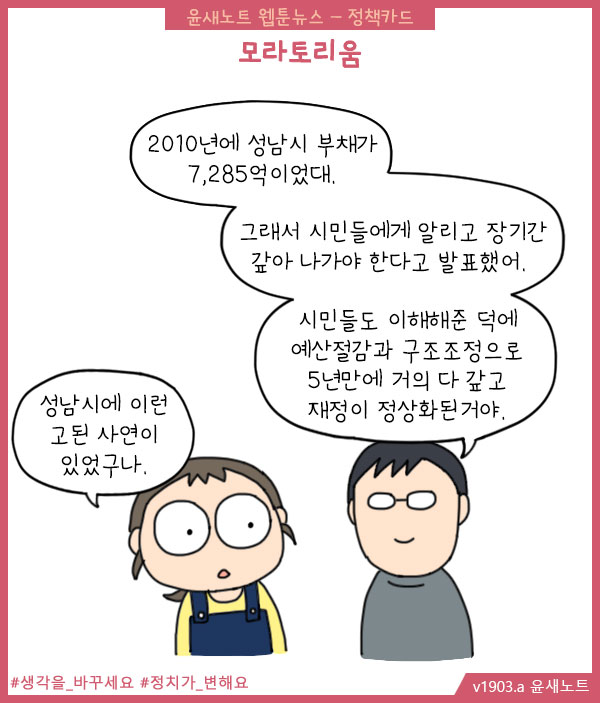 윤새노트 웹툰뉴스 - 정책카드
모라토리움
2010년에 성남시 부채가
7,285억이었대.
그래서 시민들에게 알리고 장기간
갚아 나가야 한다고 발표했어.
시민들도 이해해준 덕에
예산절감과 구조조정으로
5년만에 거의 다 갚고
재정이 정상화된거야.
성남시에 이런
고된 사연이
있었구나.
#생각을_바꾸세요 #정치가_변해요
v1903.a 윤새노트